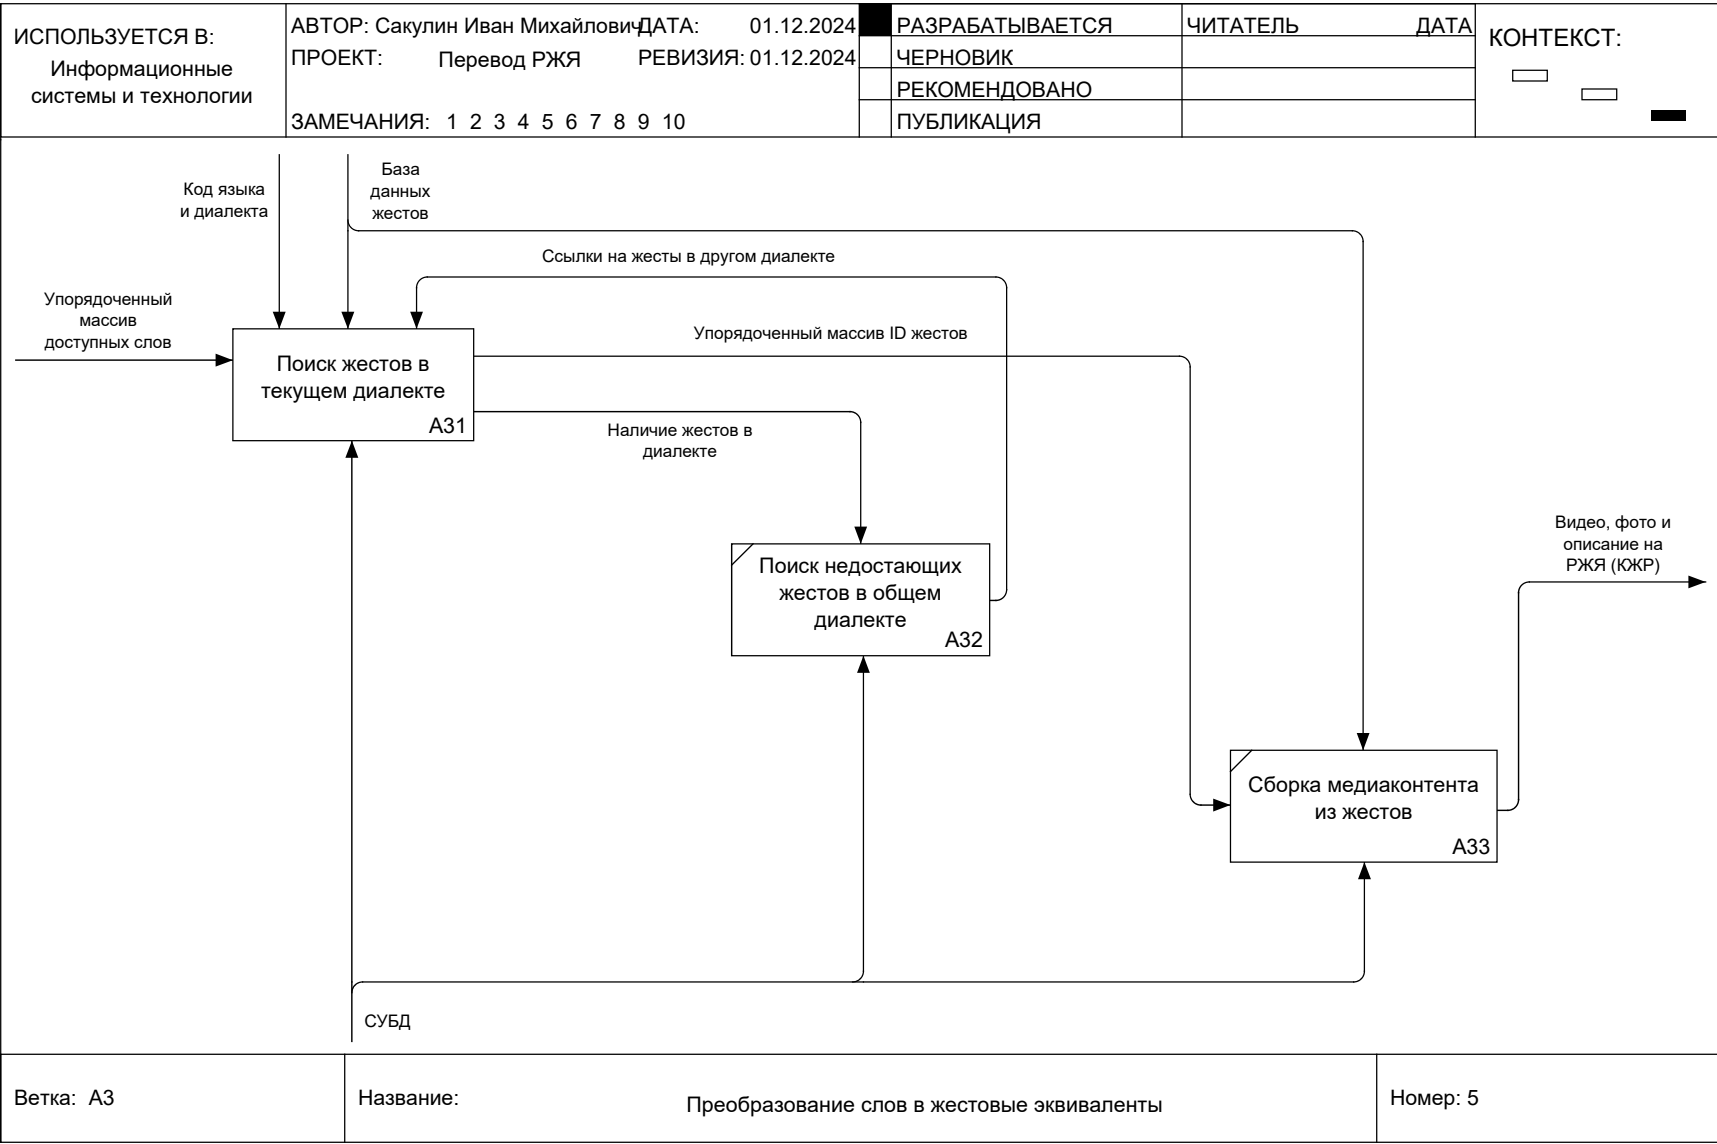 ИСПОЛЬЗУЕТСЯ В:
Информационные
системы и технологии
АВТОР: Сакулин Иван Михайлович ДАТА: 01.12.2024
ПРОЕКТ: Перевод РЖЯ РЕВИЗИЯ: 01.12.2024
ЗАМЕЧАНИЯ: 1 2 3 4 5 6 7 8 9 10
РАЗРАБАТЫВАЕТСЯ
ЧЕРНОВИК
РЕКОМЕНДОВАНО
ПУБЛИКАЦИЯ
ЧИТАТЕЛЬ ДАТА
КОНТЕКСТ:
Код языка
и диалекта
База
данных
жестов
Ссылки на жесты в другом диалекте
Упорядоченный
массив
доступных слов
Упорядоченный массив ID жестов
Поиск жестов в
текущем диалекте
А31
Наличие жестов в
диалекте
Видео, фото и
описание на
РЖЯ (КЖР)
Поиск недостающих
жестов в общем
диалекте
А32
Сборка медиаконтента
из жестов
А33
СУБД
Ветка: А3
Название: Преобразование слов в жестовые эквиваленты
Номер: 5